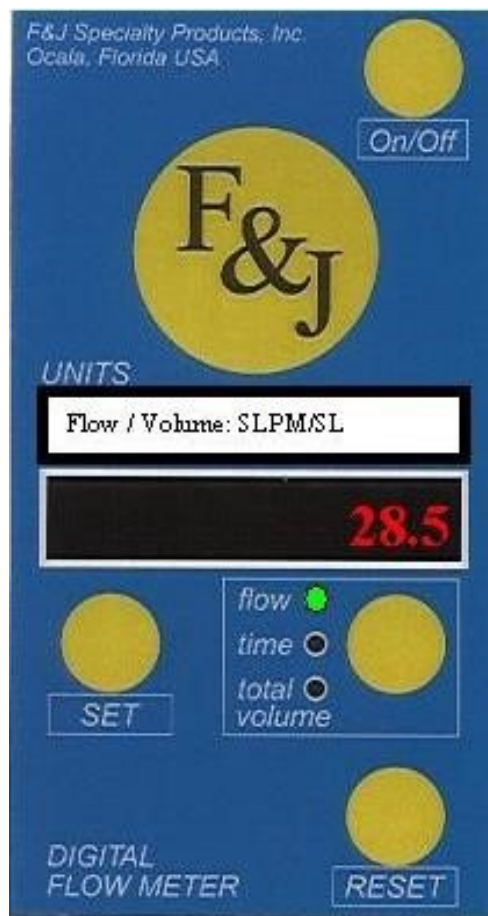 F&J Specialty Products, Inc
Ocala, Florida USA
On/Off
F&J
UNITS
Flow / Volume: SLPM/SL
28.5
flow
time
total
volume
SET
DIGITAL
FLOW METER
RESET